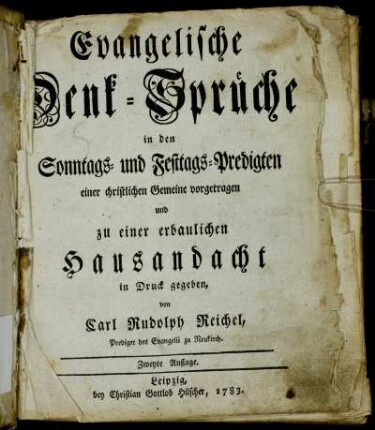 Evangelische
Denk-Sprüche
in den
Sonntags- und Festtags-Predigten
einer christlichen Gemeine vorgetragen
und
zu einer erbaulichen
Hausandacht
in Druck gegeben,
von
Carl Rudolph Reichel,
Prediger des Evangelii zu Neukirch.
Zweyte Auflage.
Leipzig,
bey Christian Gottlob Hilscher, 1783.